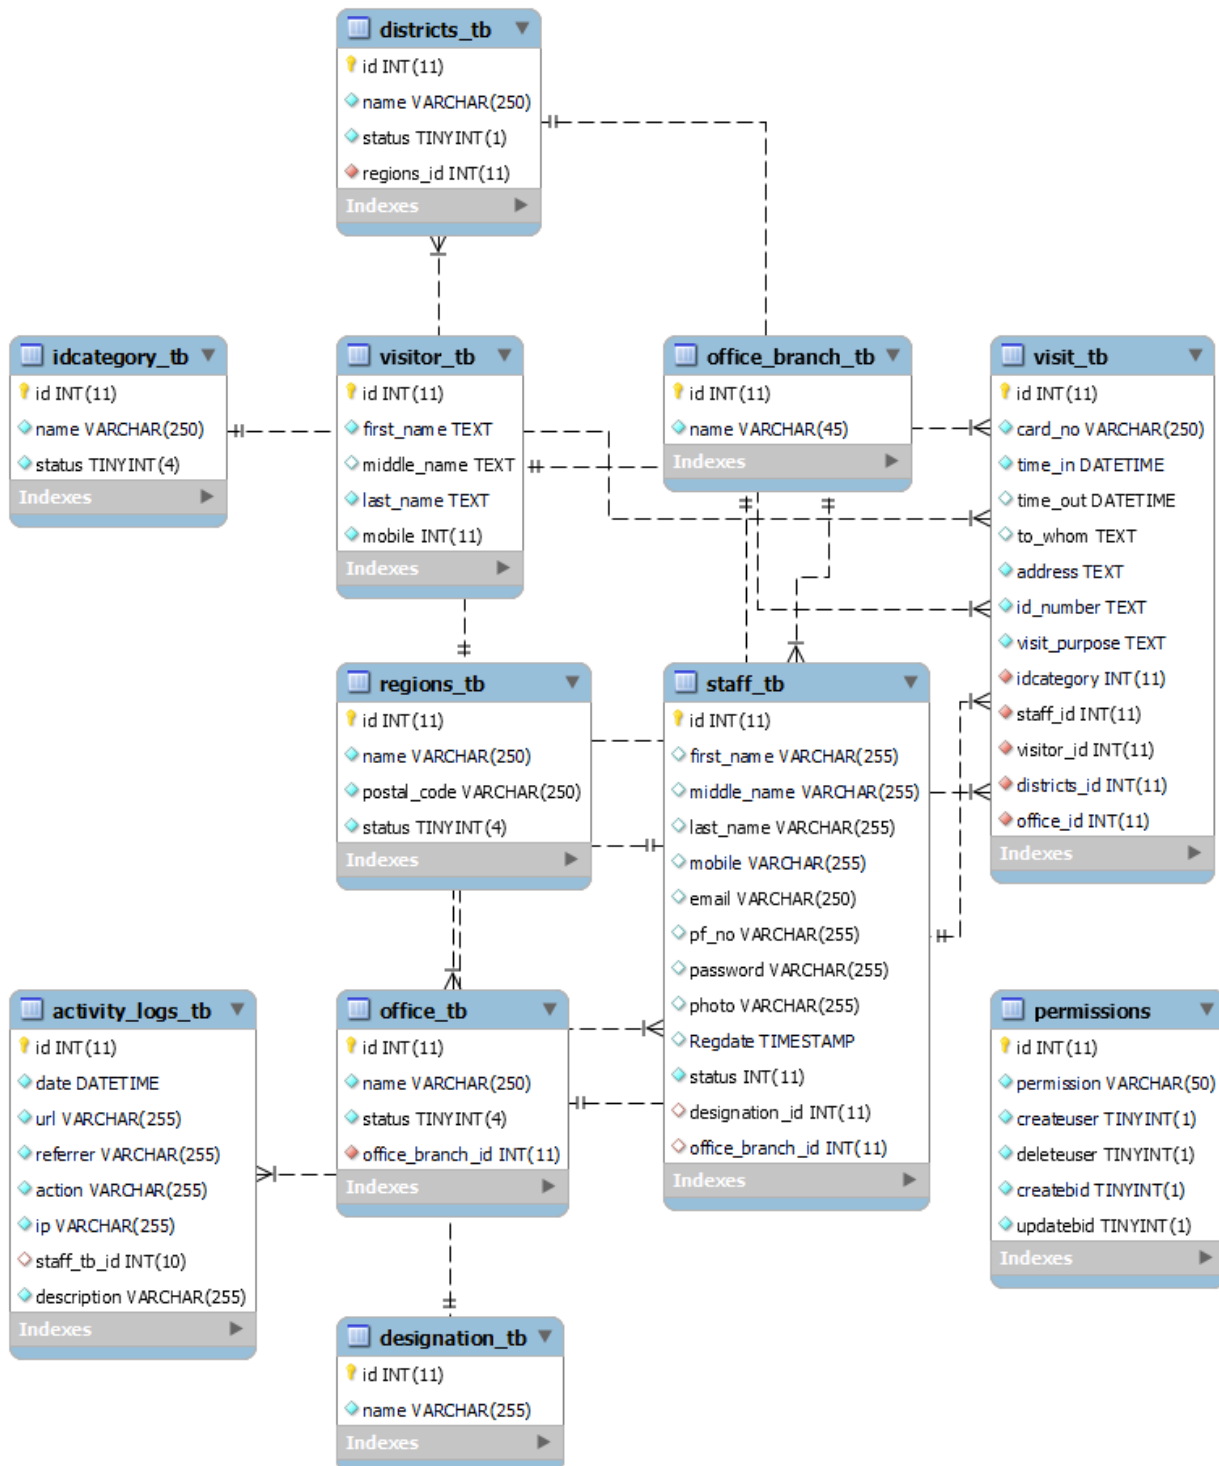 districts_tb
id INT(11)
name VARCHAR(250)
status TINYINT(1)
regions_id INT(11)
Indexes
idcategory_tb
id INT(11)
name VARCHAR(250)
status TINYINT(4)
Indexes
visitor_tb
id INT(11)
first_name TEXT
middle_name TEXT
last_name TEXT
mobile INT(11)
Indexes
office_branch_tb
id INT(11)
name VARCHAR(45)
Indexes
visit_tb
id INT(11)
card_no VARCHAR(250)
time_in DATETIME
time_out DATETIME
to_whom TEXT
address TEXT
id_number TEXT
visit_purpose TEXT
idcategory INT(11)
staff_id INT(11)
visitor_id INT(11)
districts_id INT(11)
office_id INT(11)
Indexes
regions_tb
id INT(11)
name VARCHAR(250)
postal_code VARCHAR(250)
status TINYINT(4)
Indexes
staff_tb
id INT(11)
first_name VARCHAR(255)
middle_name VARCHAR(255)
last_name VARCHAR(255)
mobile VARCHAR(255)
email VARCHAR(250)
pf_no VARCHAR(255)
password VARCHAR(255)
photo VARCHAR(255)
Regdate TIMESTAMP
status INT(11)
designation_id INT(11)
office_branch_id INT(11)
Indexes
activity_logs_tb
id INT(11)
date DATETIME
url VARCHAR(255)
referrer VARCHAR(255)
action VARCHAR(255)
ip VARCHAR(255)
staff_tb_id INT(10)
description VARCHAR(255)
Indexes
office_tb
id INT(11)
name VARCHAR(250)
status TINYINT(4)
office_branch_id INT(11)
Indexes
permissions
id INT(11)
permission VARCHAR(50)
createuser TINYINT(1)
deleteuser TINYINT(1)
createbid TINYINT(1)
updatebid TINYINT(1)
Indexes
designation_tb
id INT(11)
name VARCHAR(255)
Indexes